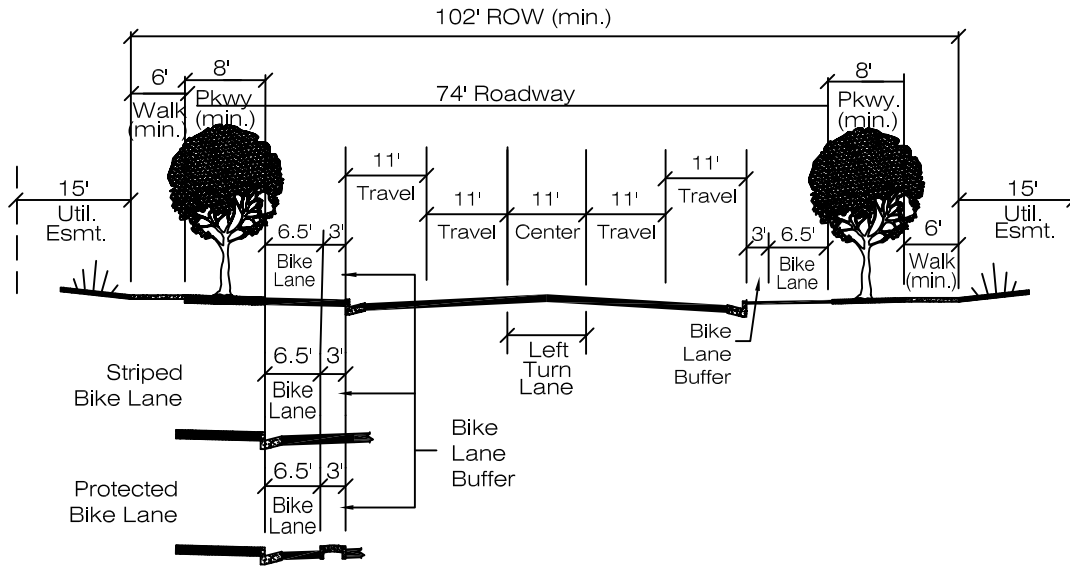 102' ROW (min.)
6' 8' 8'
Walk (min.) Pkwy (min.) 74' Roadway Pkwy. (min.)
11' 11'
Travel Travel
15' 15'
Util. Esmt. Util. Esmt.
11' 11' 11'
Travel Center Travel
6.5' 3' 3' 6.5' 6'
Bike Lane Bike Lane Walk (min.)
Left
Turn
Lane
Bike
Lane
Buffer
Striped
Bike Lane
6.5' 3'
Bike
Lane
Bike
Lane
Buffer
Protected
Bike Lane
6.5' 3'
Bike
Lane